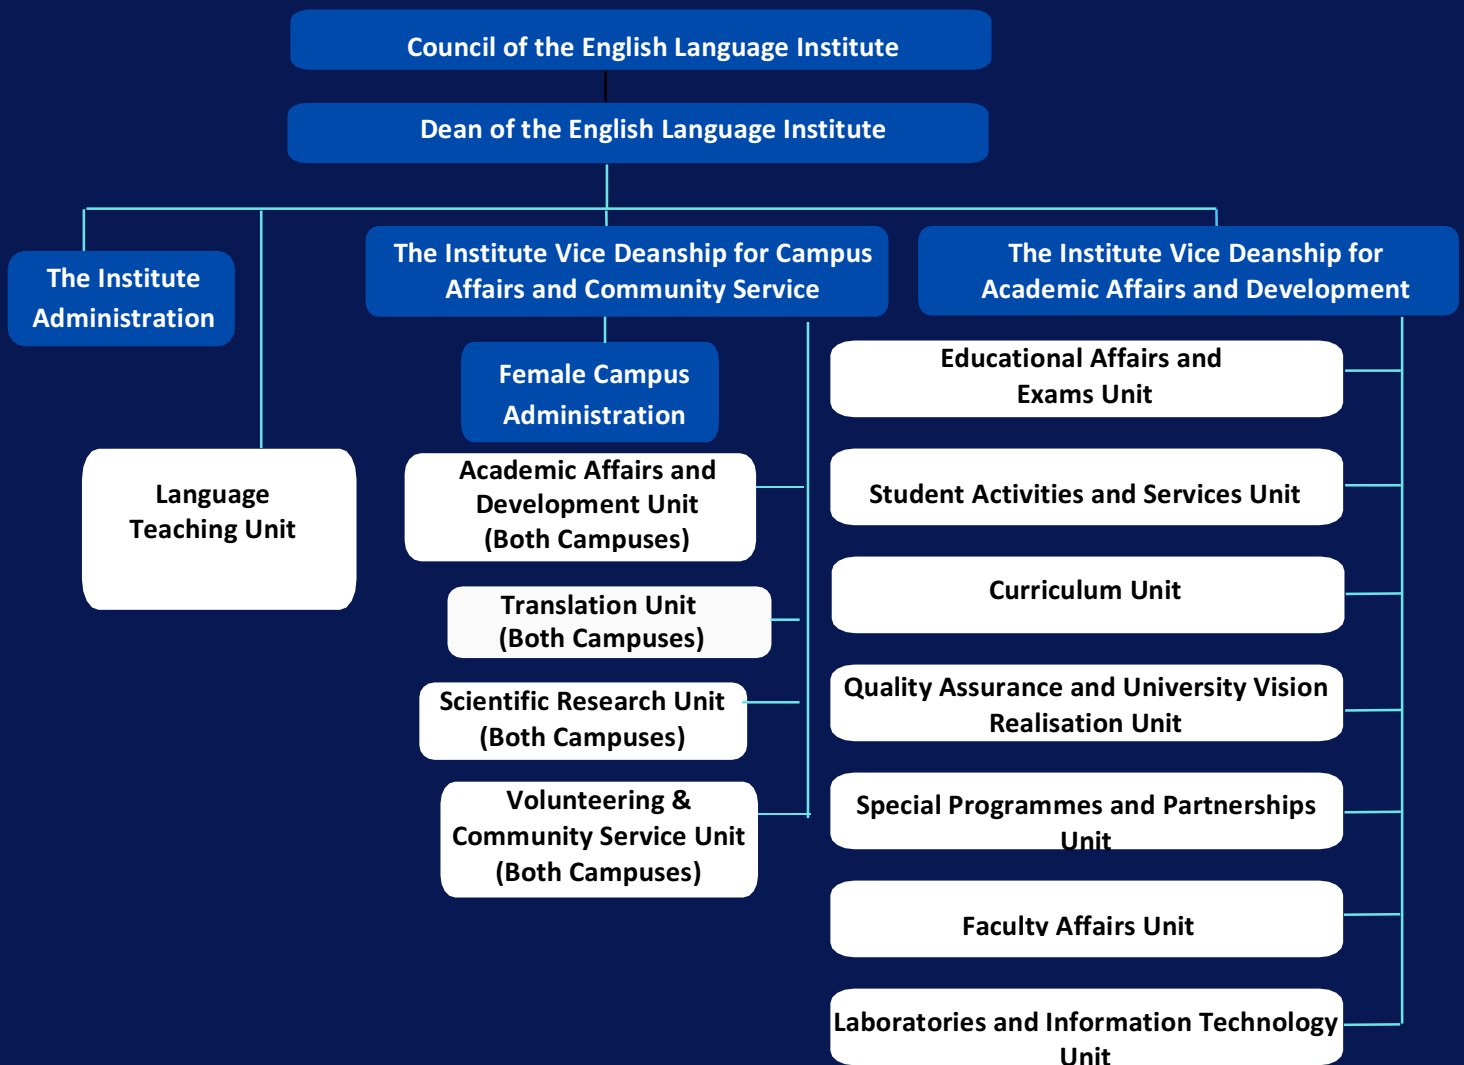 Council of the English Language Institute
Dean of the English Language Institute
The Institute
Administration
Language
Teaching Unit
The Institute Vice Deanship for Campus
Affairs and Community Service
Female Campus
Administration
Academic Affairs and
Development Unit
(Both Campuses)
Translation Unit
(Both Campuses)
Scientific Research Unit
(Both Campuses)
Volunteering &
Community Service Unit
(Both Campuses)
The Institute Vice Deanship for
Academic Affairs and Development
Educational Affairs and
Exams Unit
Student Activities and Services Unit
Curriculum Unit
Quality Assurance and University Vision
Realisation Unit
Special Programmes and Partnerships
Unit
Faculty Affairs Unit
Laboratories and Information Technology
Unit